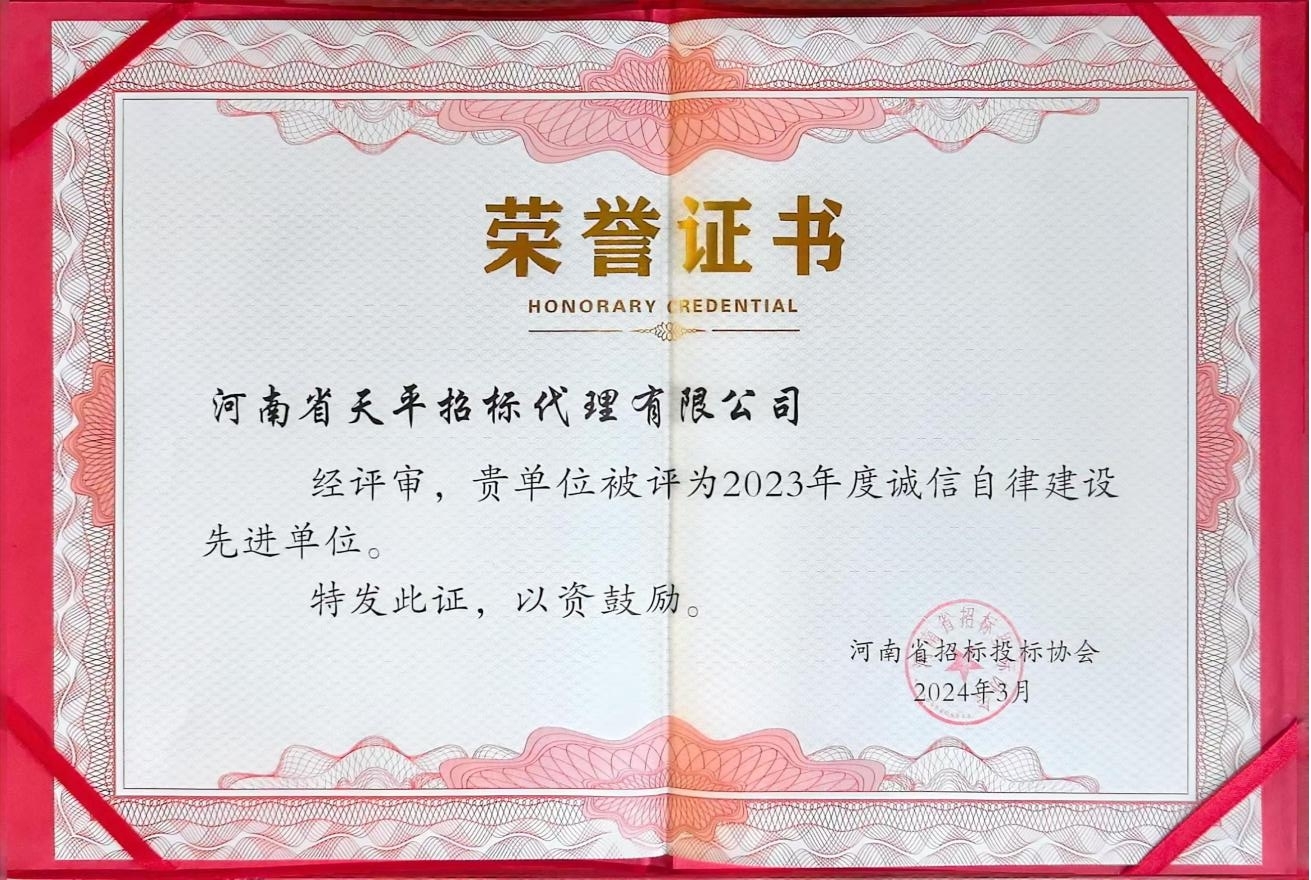 荣誉证书
HONORARY CREDENTIAL
河南省天平招标代理有限公司
经评审，贵单位被评为2023年度诚信自律建设
先进单位。
特发此证，以资鼓励。
河南省招标投标协会
2024年3月